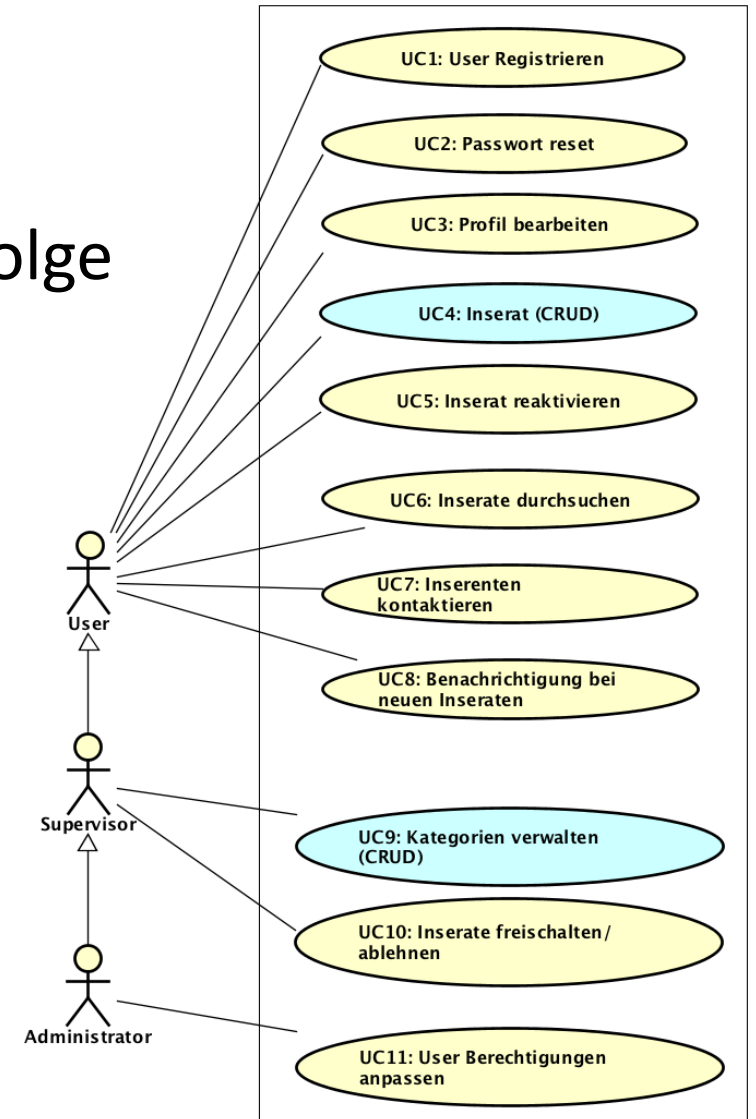 olge
UC1: User Registrieren
UC2: Passwort reset
UC3: Profil bearbeiten
UC4: Inserat (CRUD)
UC5: Inserat reaktivieren
UC6: Inserate durchsuchen
UC7: Inserenten
kontaktieren
UC8: Benachrichtigung bei
neuen Inseraten
UC9: Kategorien verwalten
(CRUD)
UC10: Inserate freischalten/
ablehnen
UC11: User Berechtigungen
anpassen
User
Supervisor
Administrator